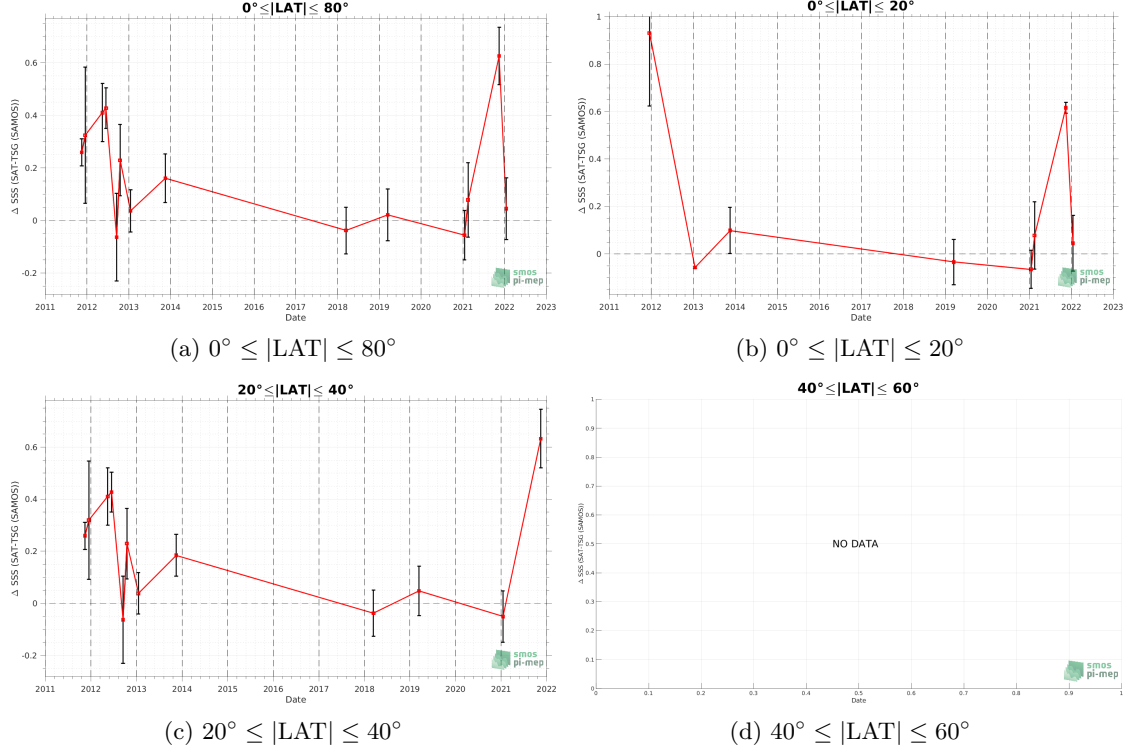 0°≤|LAT|≤ 80°
Δ SSS (SAT-TSG (SAMOS))
0.6
0.4
0.2
0
-0.2
2011 2012 2013 2014 2015 2016 2017 2018 2019 2020 2021 2022 2023
Date
smos
pi-mep
(a) 0° ≤ |LAT| ≤ 80°
0°≤|LAT|≤ 20°
Δ SSS (SAT-TSG (SAMOS))
1
0.8
0.6
0.4
0.2
0
2011 2012 2013 2014 2015 2016 2017 2018 2019 2020 2021 2022 2023
Date
smos
pi-mep
(b) 0° ≤ |LAT| ≤ 20°
20°≤|LAT|≤ 40°
Δ SSS (SAT-TSG (SAMOS))
0.6
0.4
0.2
0
-0.2
2011 2012 2013 2014 2015 2016 2017 2018 2019 2020 2021 2022
Date
smos
pi-mep
(c) 20° ≤ |LAT| ≤ 40°
40°≤|LAT|≤ 60°
Δ SSS (SAT-TSG (SAMOS))
1
0.9
0.8
0.7
0.6
0.5
0.4
0.3
0.2
0.1
0
NO DATA
0 0.1 0.2 0.3 0.4 0.5 0.6 0.7 0.8 0.9 1
Date
smos
pi-mep
(d) 40° ≤ |LAT| ≤ 60°